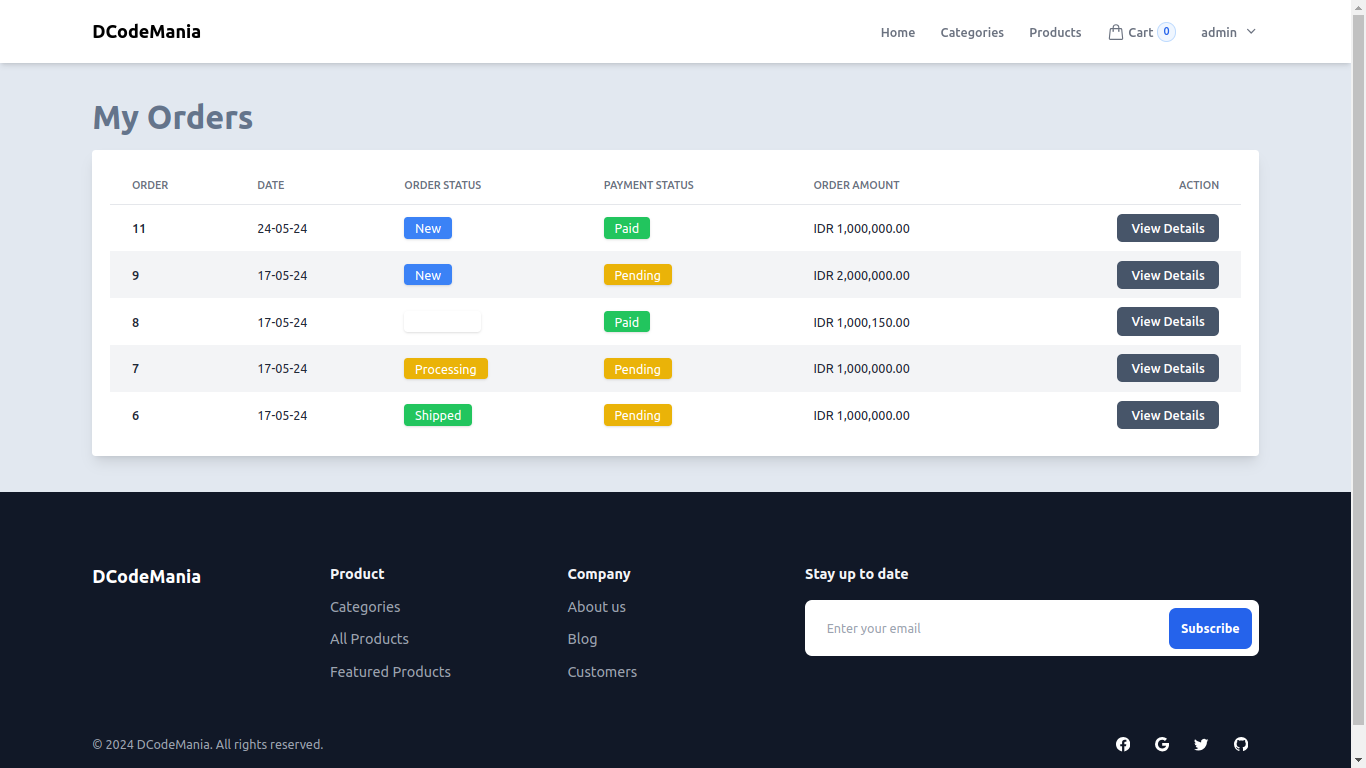 DCodeMania Home Categories Products Cart 0 admin
My Orders
ORDER DATE ORDER STATUS PAYMENT STATUS ORDER AMOUNT ACTION
11 24-05-24 New Paid IDR 1,000,000.00 View Details
9 17-05-24 New Pending IDR 2,000,000.00 View Details
8 17-05-24 Paid IDR 1,000,150.00 View Details
7 17-05-24 Processing Pending IDR 1,000,000.00 View Details
6 17-05-24 Shipped Pending IDR 1,000,000.00 View Details
DCodeMania
Product
Categories
All Products
Featured Products
Company
About us
Blog
Customers
Stay up to date
Enter your email Subscribe
© 2024 DCodeMania. All rights reserved.